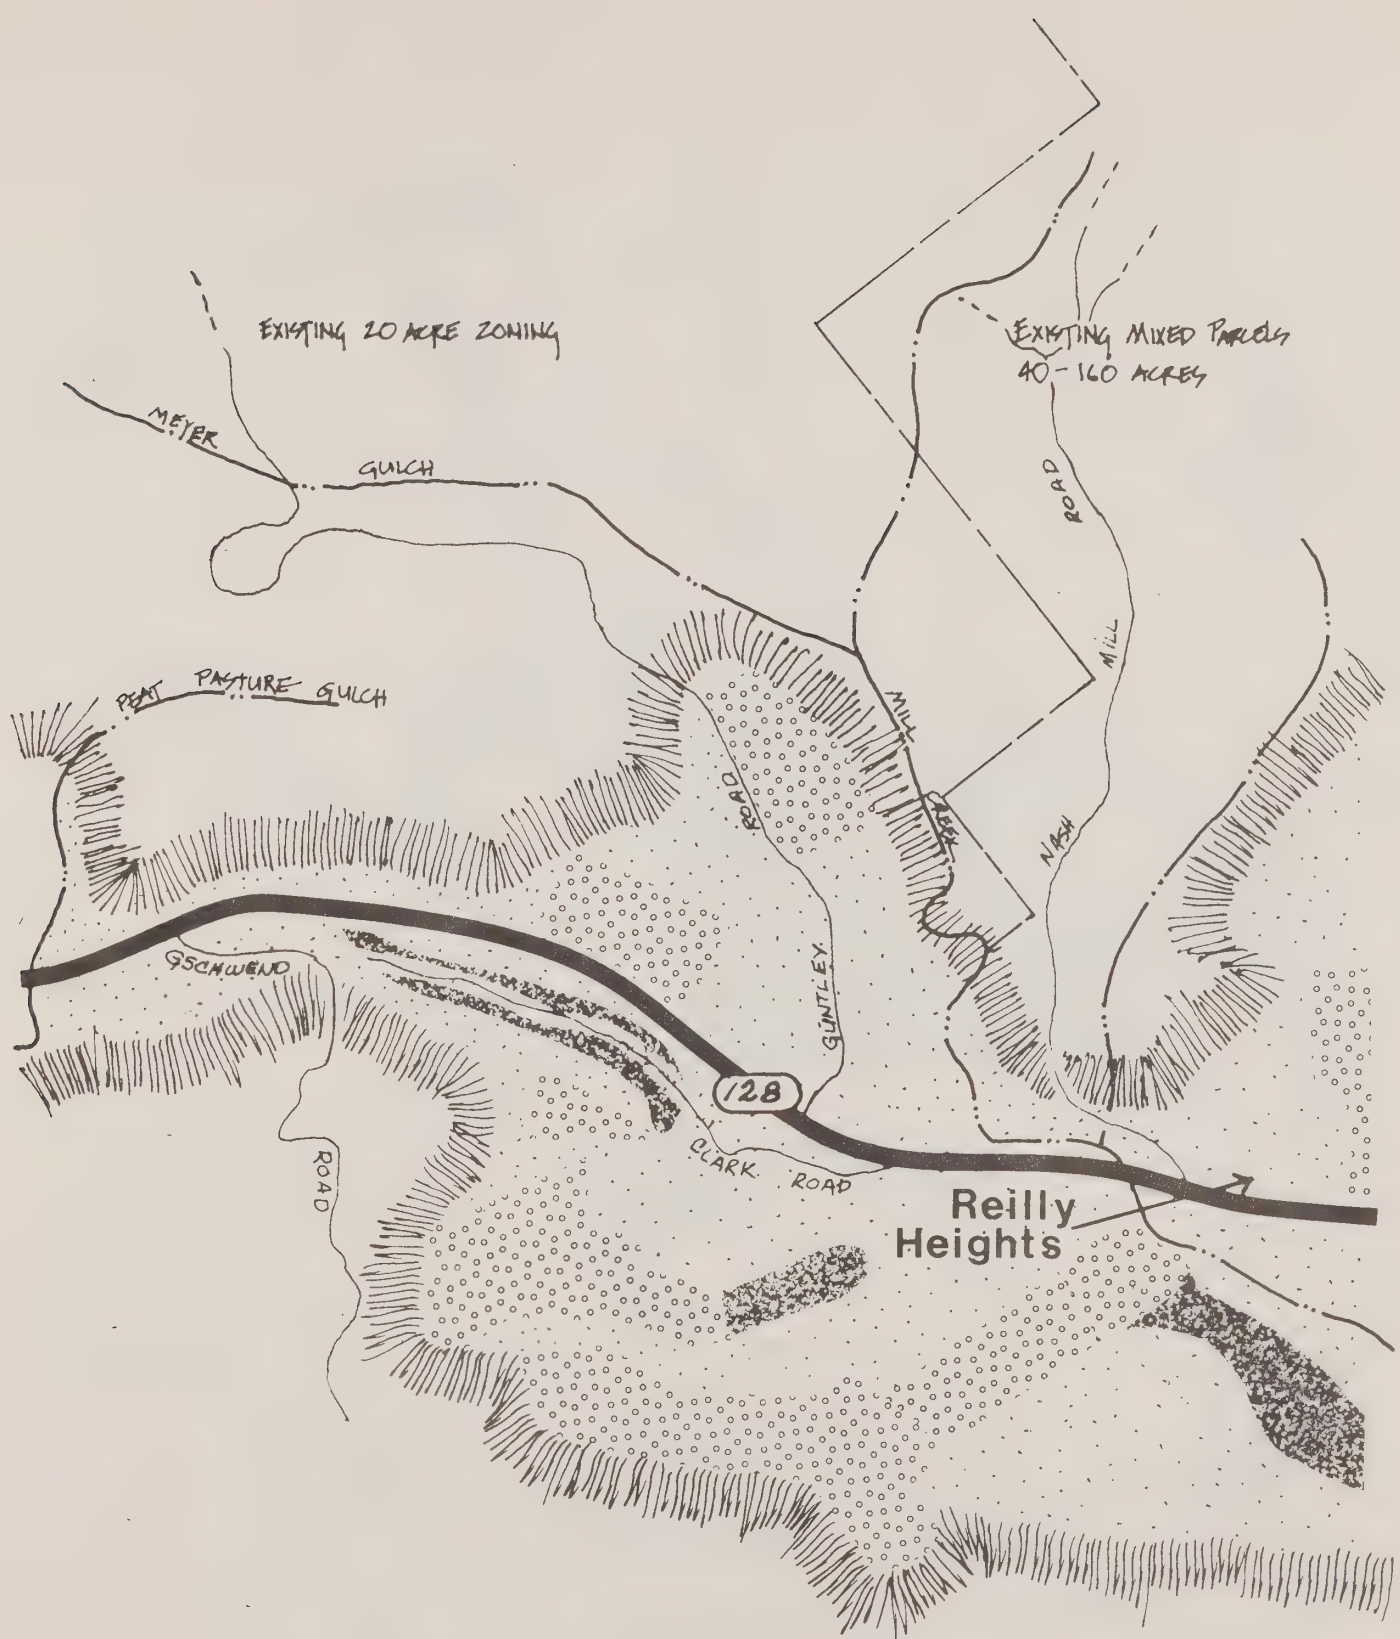 EXISTING 20 ACRE ZONING
EXISTING MIXED PARCELS
40-160 ACRES
MEYER
GULCH
ROAD
MILL
NASH
PEAT PASTURE GULCH
MILL
CREEK
ROAD
GUNTLEY
GSCHWEND
ROAD
128
CLARK ROAD
Reilly
Heights